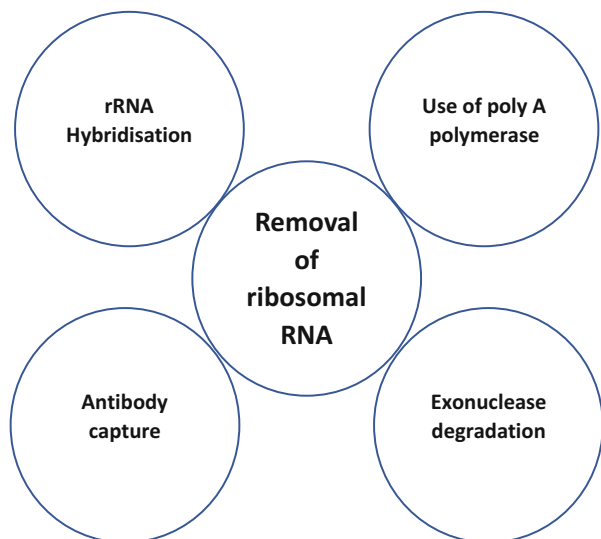 rRNA
Hybridisation
Use of poly A
polymerase
Removal
of
ribosomal
RNA
Antibody
capture
Exonuclease
degradation